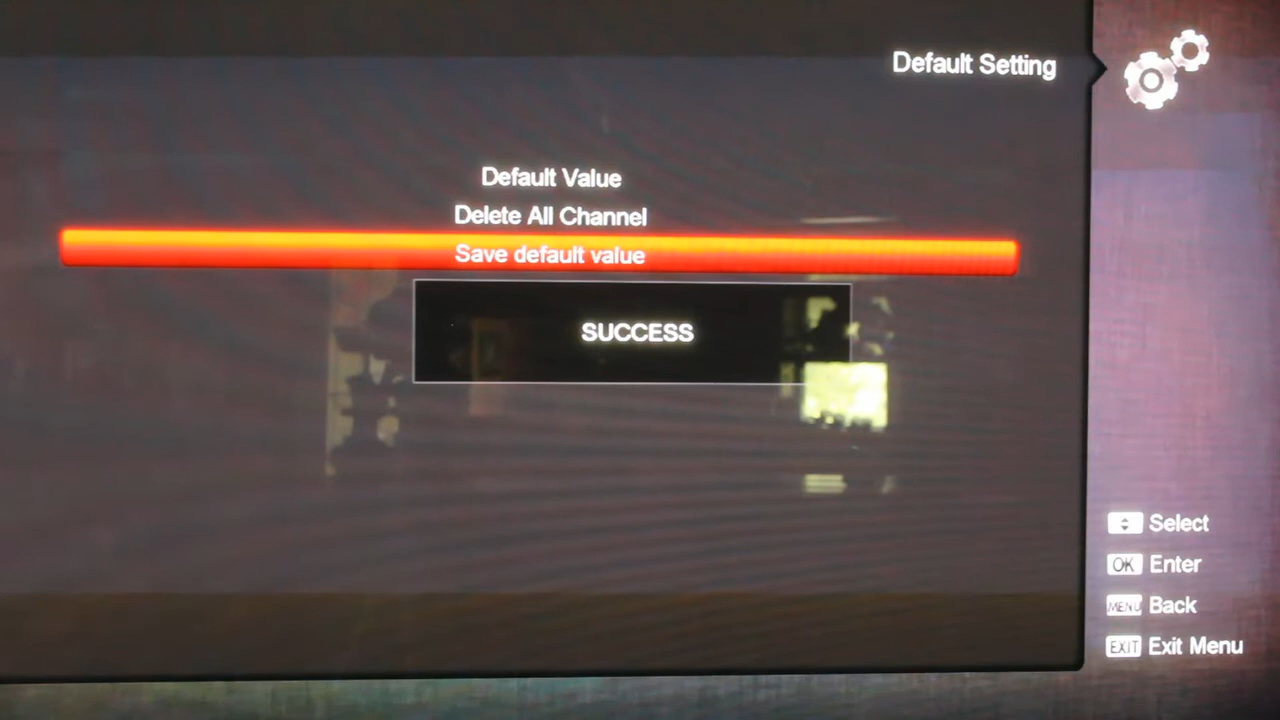 Default Setting
Default Value
Delete All Channel
Save default value
SUCCESS
Select
OK Enter
MENU Back
EXIT Exit Menu